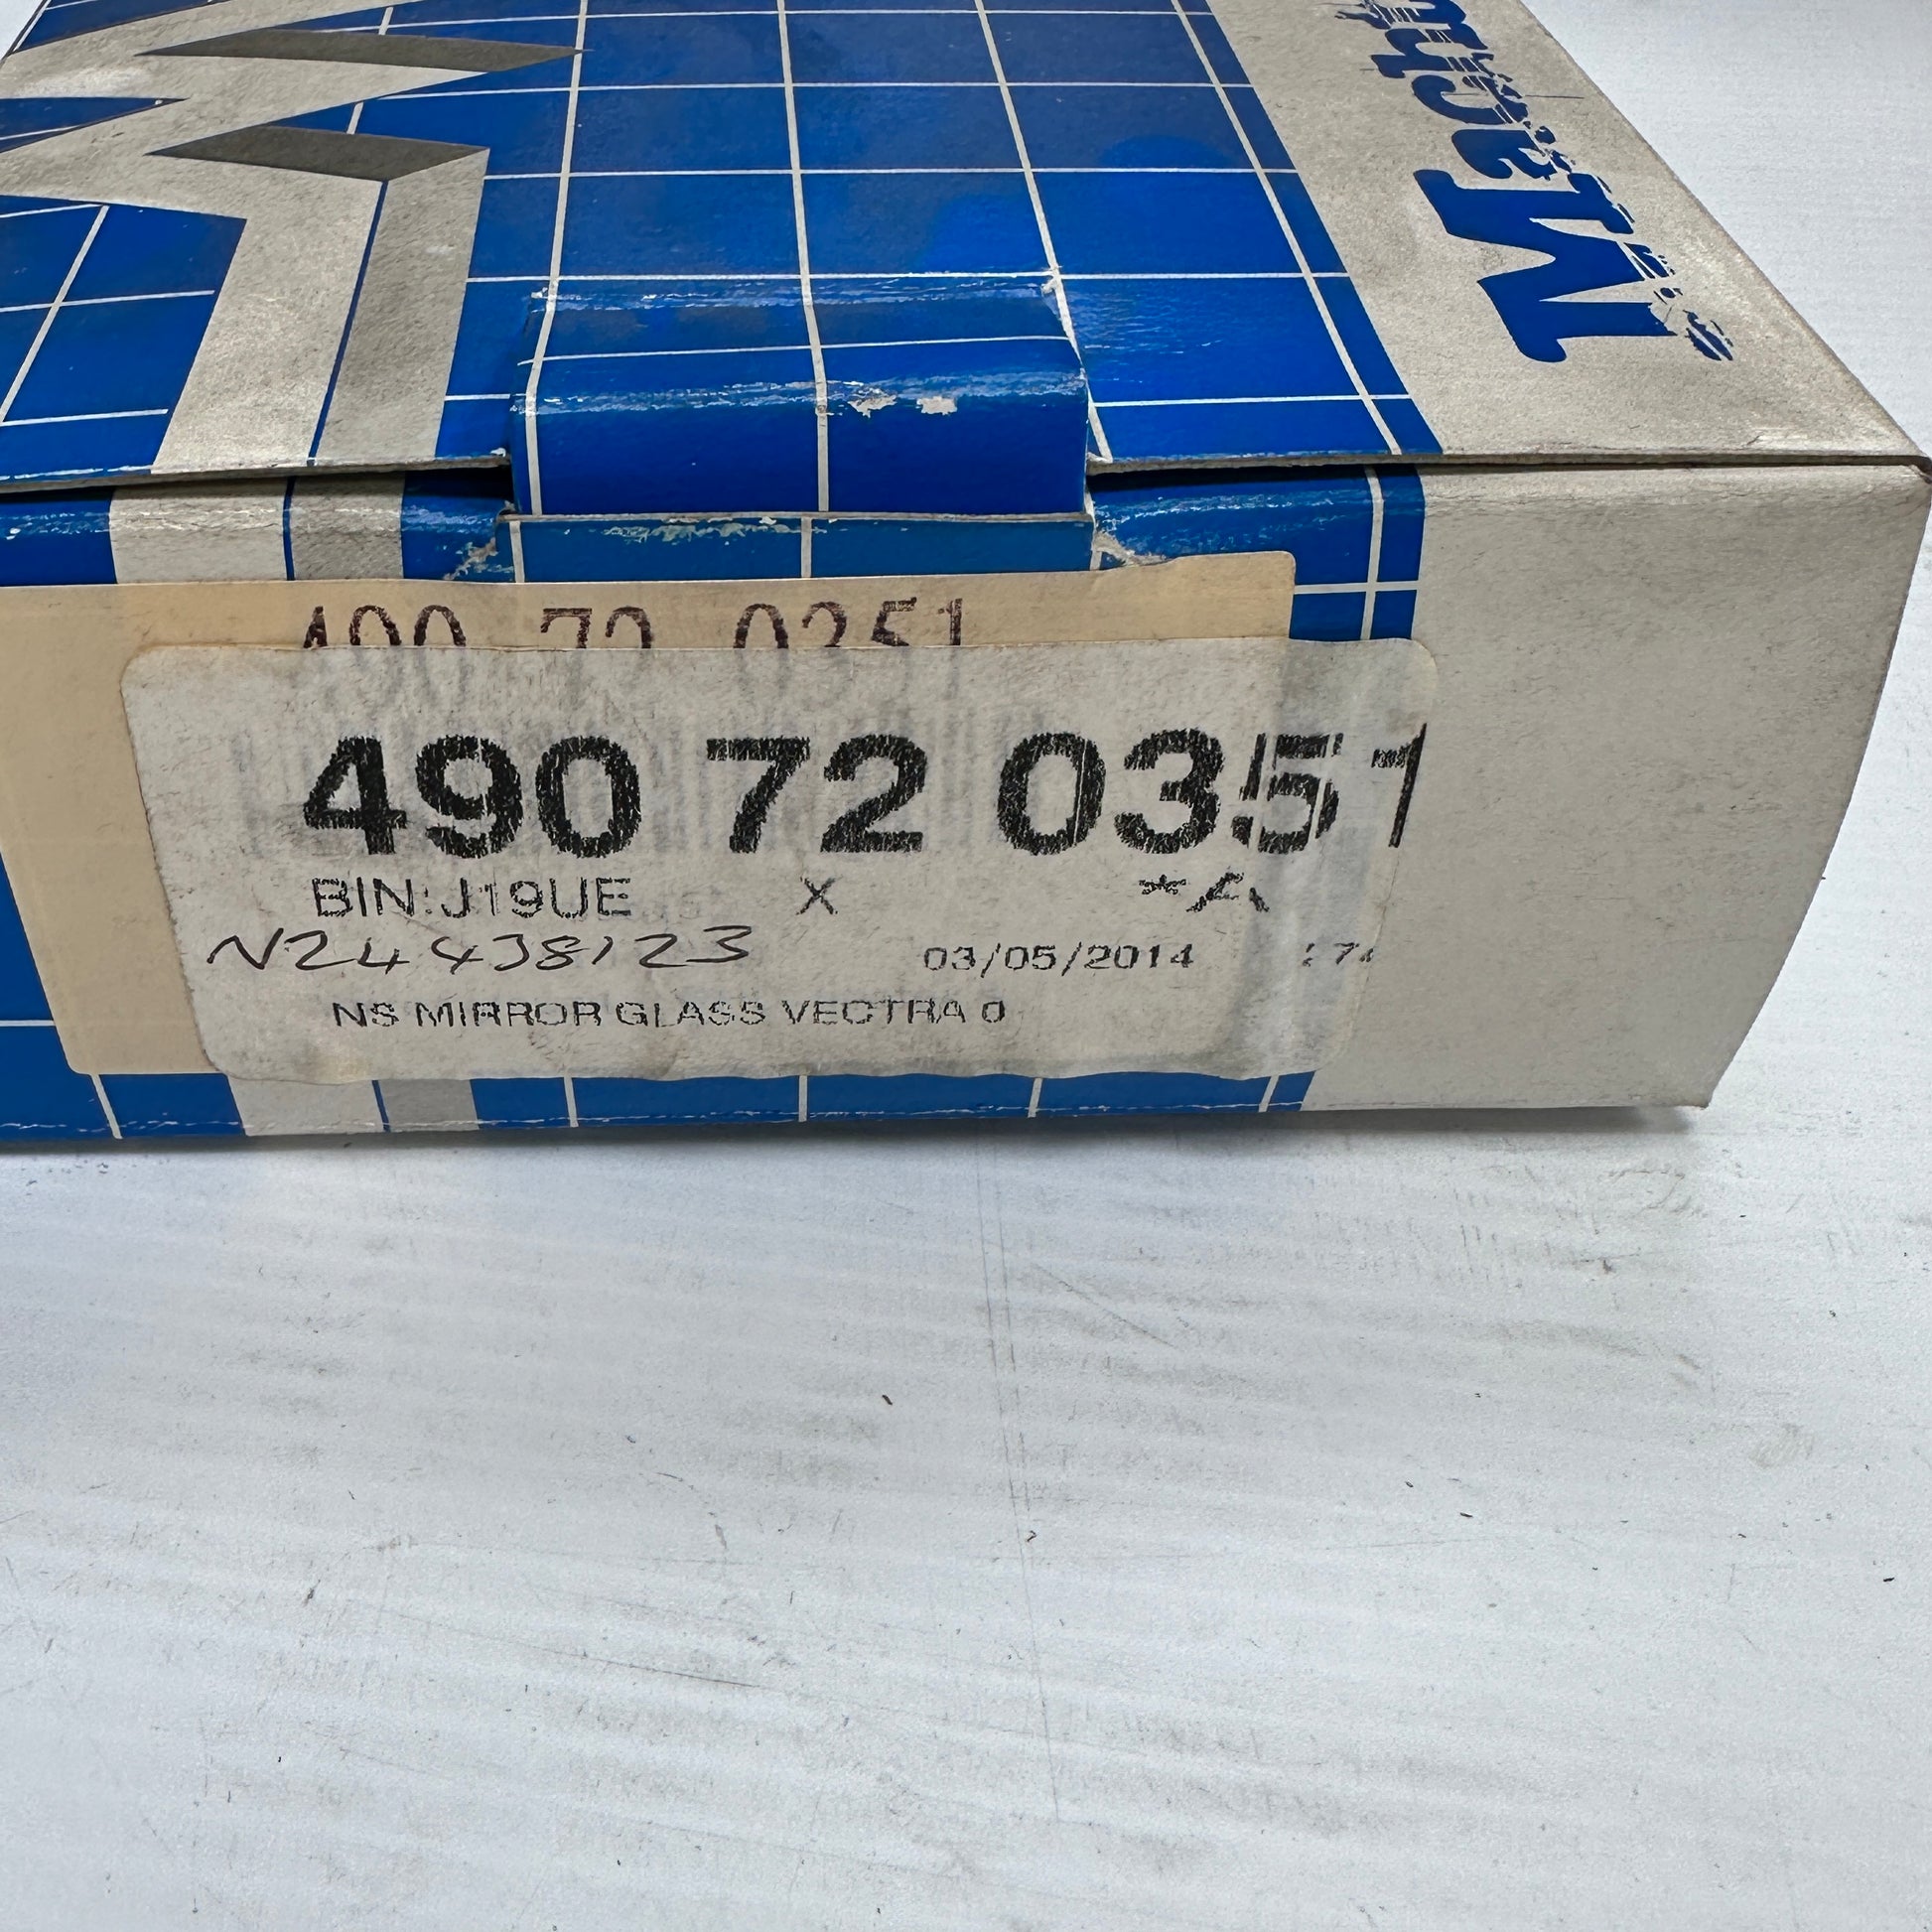 490 72 0351
490 72 0351
BIN:J19UE X *A
N24438123 03/05/2014
NS MIRROR GLASS VECTRA 0